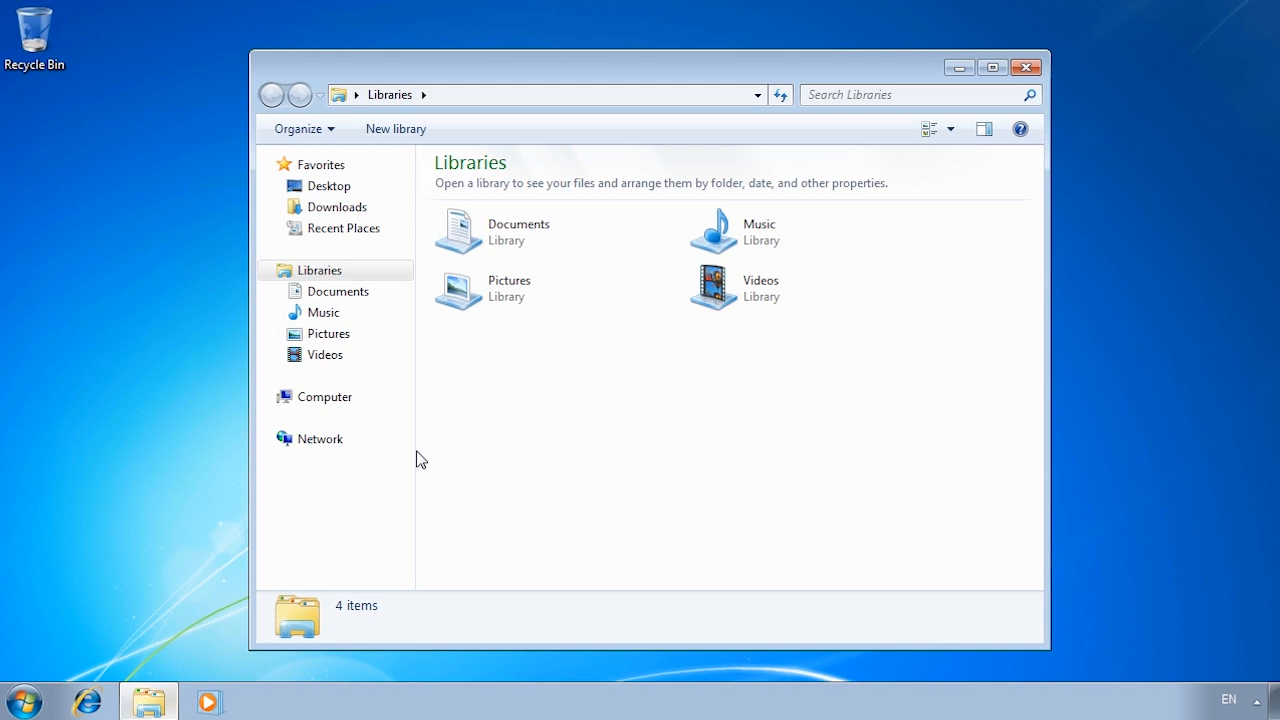 Recycle Bin
Libraries
Search Libraries
Organize
New library
Favorites
Desktop
Downloads
Recent Places
Libraries
Documents
Music
Pictures
Videos
Computer
Network
Libraries
Open a library to see your files and arrange them by folder, date, and other properties.
Documents
Library
Music
Library
Pictures
Library
Videos
Library
4 items
EN